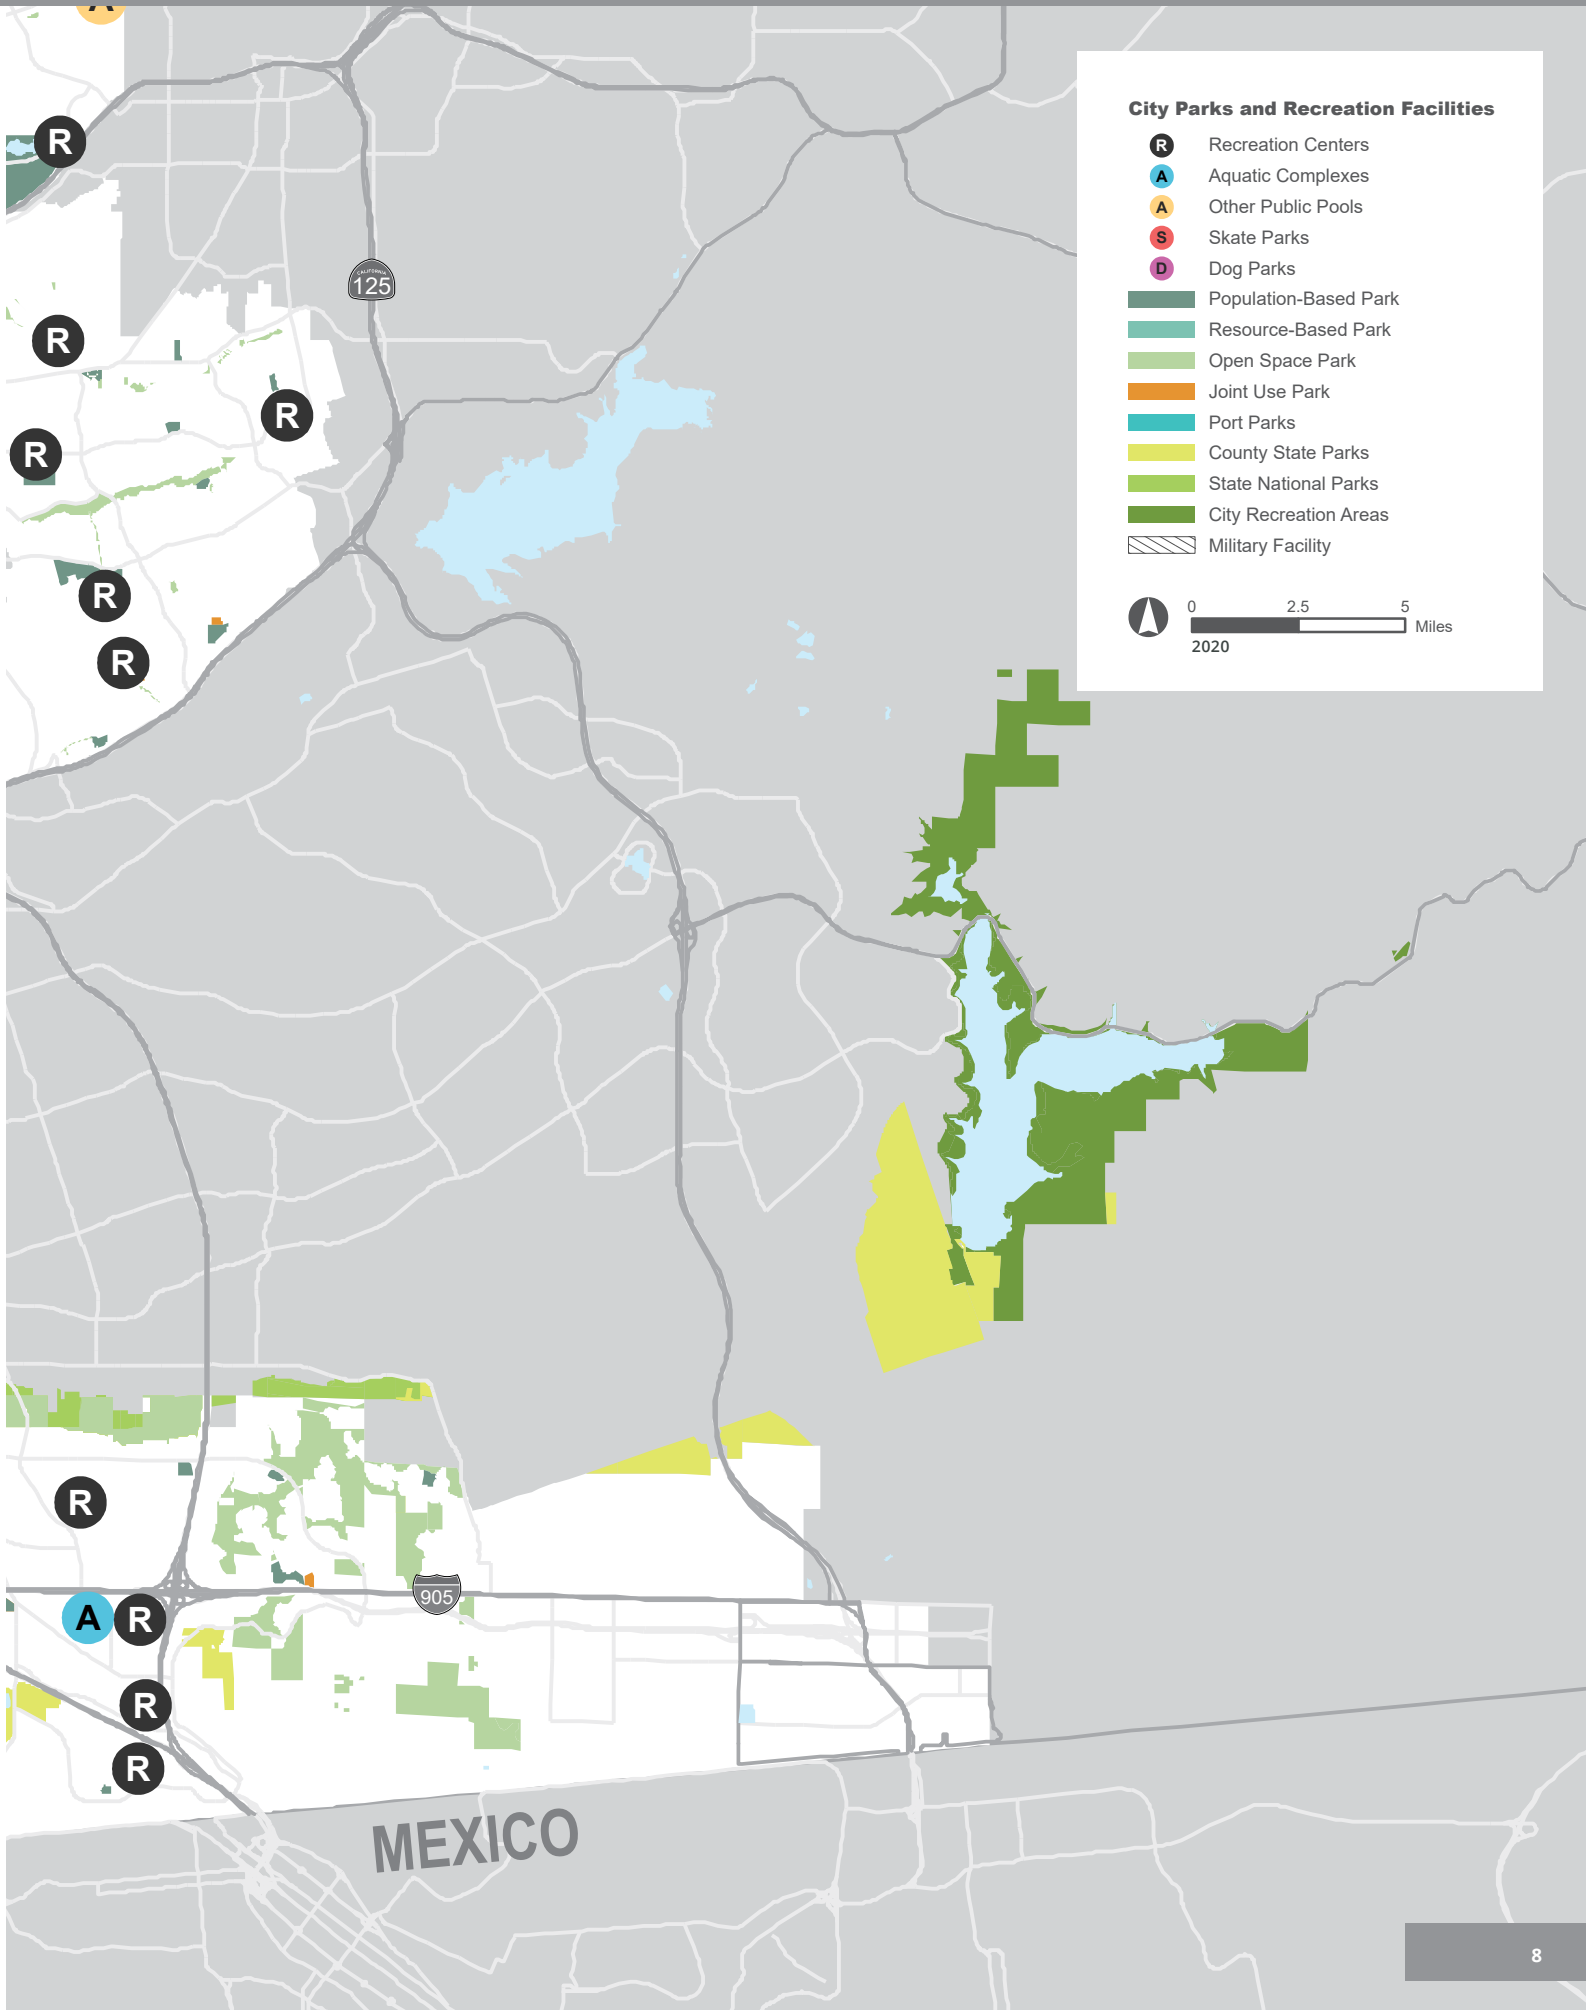 A
R
CALIFORNIA
125
R
R
R
R
R
City Parks and Recreation Facilities
R Recreation Centers
A Aquatic Complexes
A Other Public Pools
S Skate Parks
D Dog Parks
Population-Based Park
Resource-Based Park
Open Space Park
Joint Use Park
Port Parks
County State Parks
State National Parks
City Recreation Areas
Military Facility
0 2.5 5
Miles
2020
R
905
A R
R
R
MEXICO
8